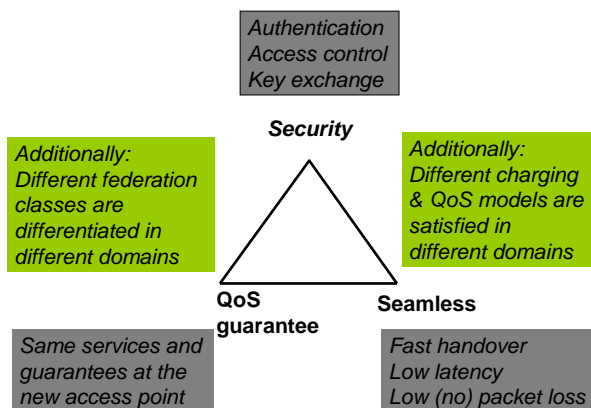 Authentication
Access control
Key exchange
Security
Additionally:
Different federation
classes are
differentiated in
different domains
Additionally:
Different charging
& QoS models are
satisfied in
different domains
QoS
guarantee
Seamless
Same services and
guarantees at the
new access point
Fast handover
Low latency
Low (no) packet loss